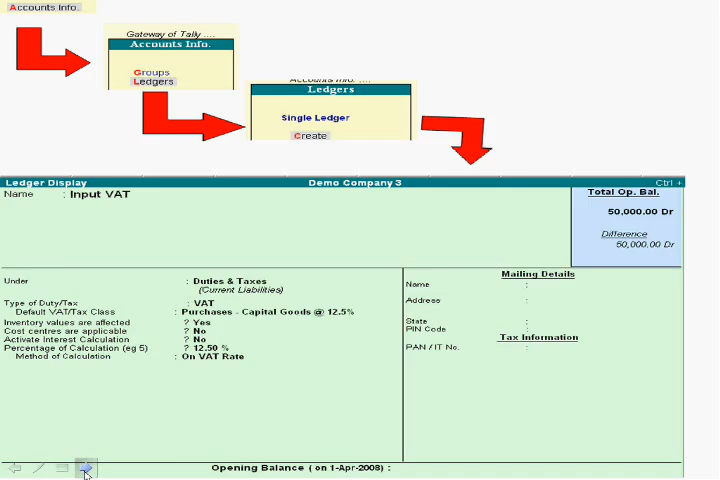 Accounts Info.
Gateway of Tally ....
Accounts Info.
Groups
Ledgers
Accounts Info. ....
Ledgers
Single Ledger
Create
Ledger Display Demo Company 3 Ctrl +
Name : Input VAT
Total Op. Bal.
50,000.00 Dr
Difference
50,000.00 Dr
Under : Duties & Taxes
(Current Liabilities)
Type of Duty/Tax : VAT
Default VAT/Tax Class : Purchases - Capital Goods @ 12.5%
Inventory values are affected ? Yes
Cost centres are applicable ? No
Activate Interest Calculation ? No
Percentage of Calculation (eg 5) ? 12.50 %
Method of Calculation : On VAT Rate
Mailing Details
Name :
Address :
State :
PIN Code :
Tax Information
PAN / IT No. :
Opening Balance ( on 1-Apr-2008) :